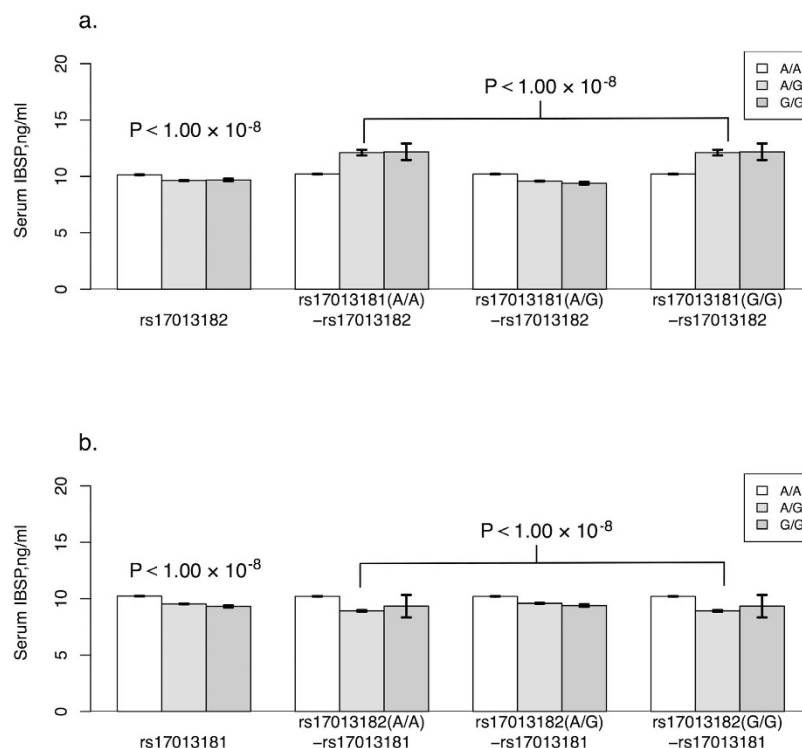 a.
Serum IBSP,ng/ml
20
15
10
5
0
P < 1.00 × 10-8
P < 1.00 × 10-8
A/A
A/G
G/G
rs17013182
rs17013181(A/A)
−rs17013182
rs17013181(A/G)
−rs17013182
rs17013181(G/G)
−rs17013182
b.
Serum IBSP,ng/ml
20
15
10
5
0
P < 1.00 × 10-8
P < 1.00 × 10-8
A/A
A/G
G/G
rs17013181
rs17013182(A/A)
−rs17013181
rs17013182(A/G)
−rs17013181
rs17013182(G/G)
−rs17013181